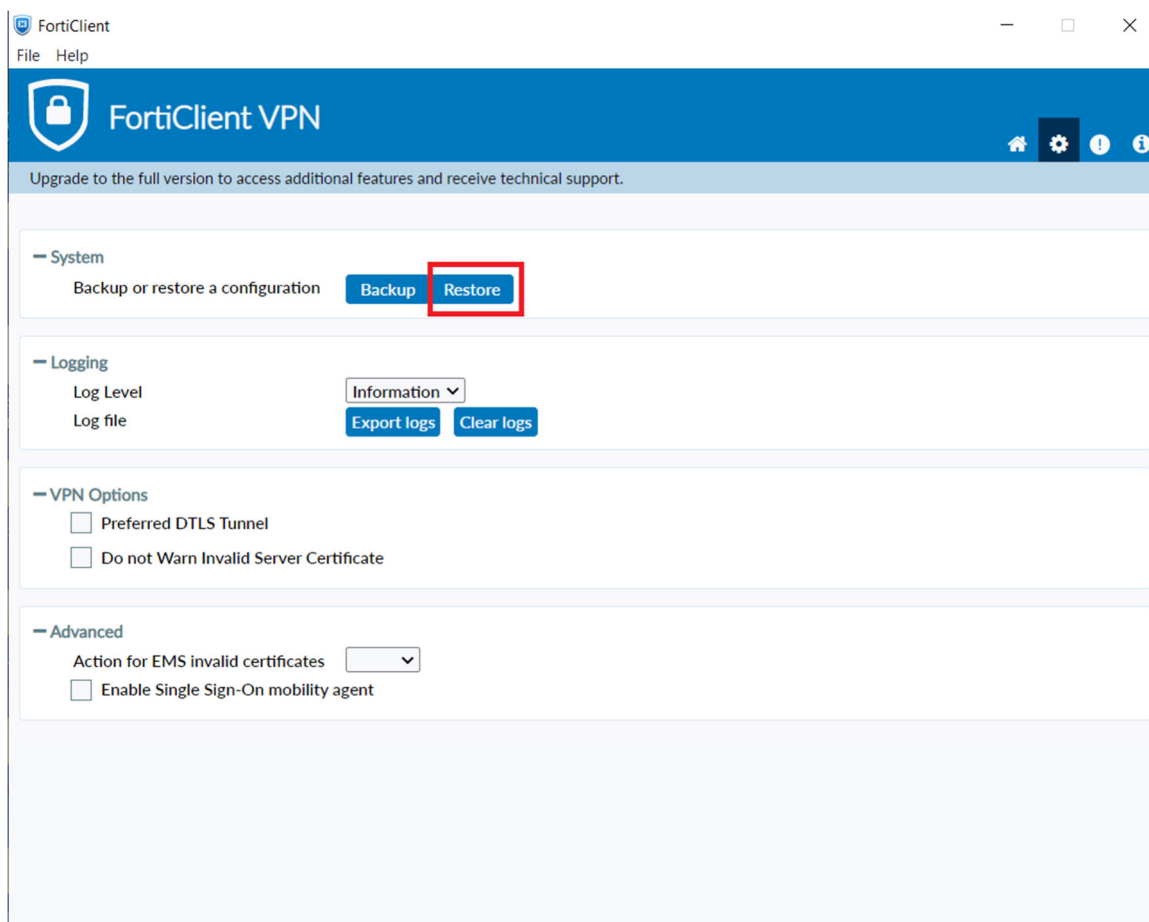 FortiClient
File Help
FortiClient VPN
Upgrade to the full version to access additional features and receive technical support.
System
Backup or restore a configuration Backup Restore
Logging
Log Level Information
Log file Export logs Clear logs
VPN Options
Preferred DTLS Tunnel
Do not Warn Invalid Server Certificate
Advanced
Action for EMS invalid certificates
Enable Single Sign-On mobility agent